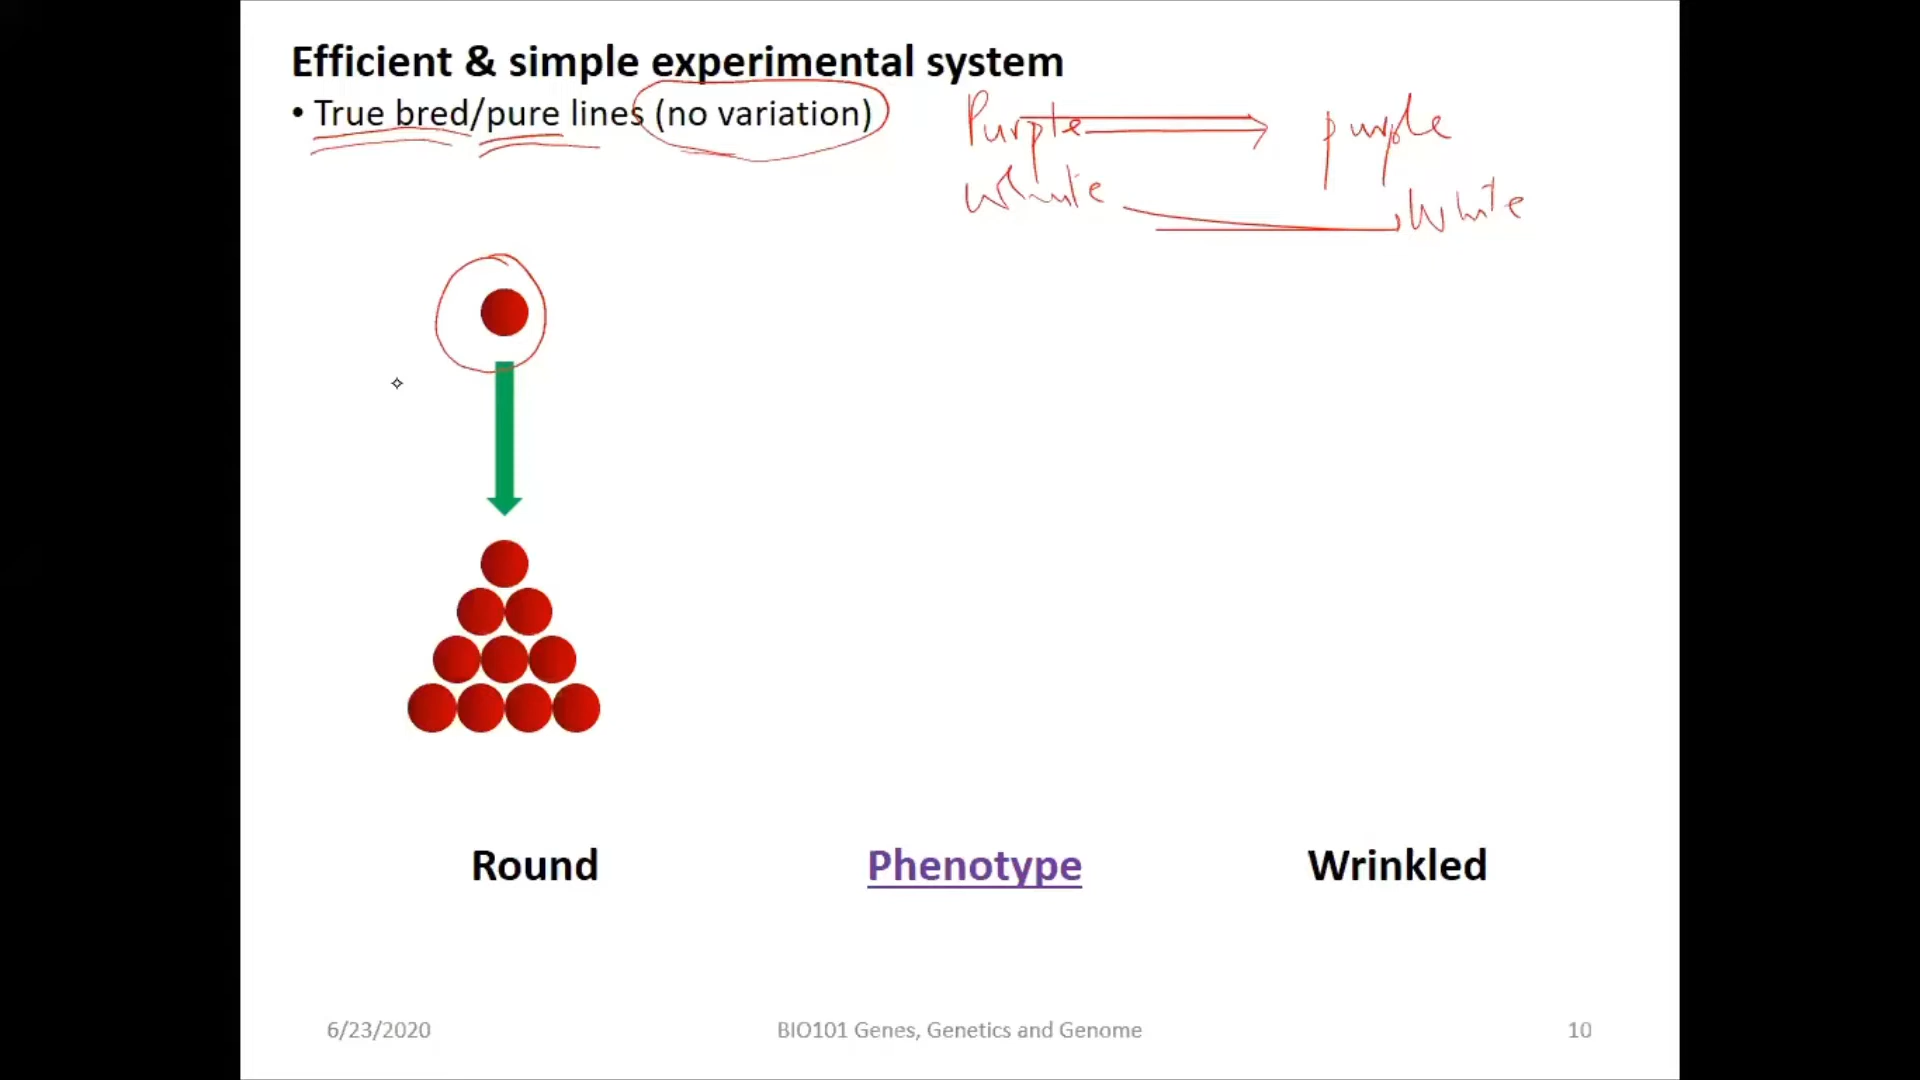 Efficient & simple experimental system
• True bred/pure lines (no variation)
Purple → purple
White → White
Round Phenotype Wrinkled
6/23/2020 BIO101 Genes, Genetics and Genome 10